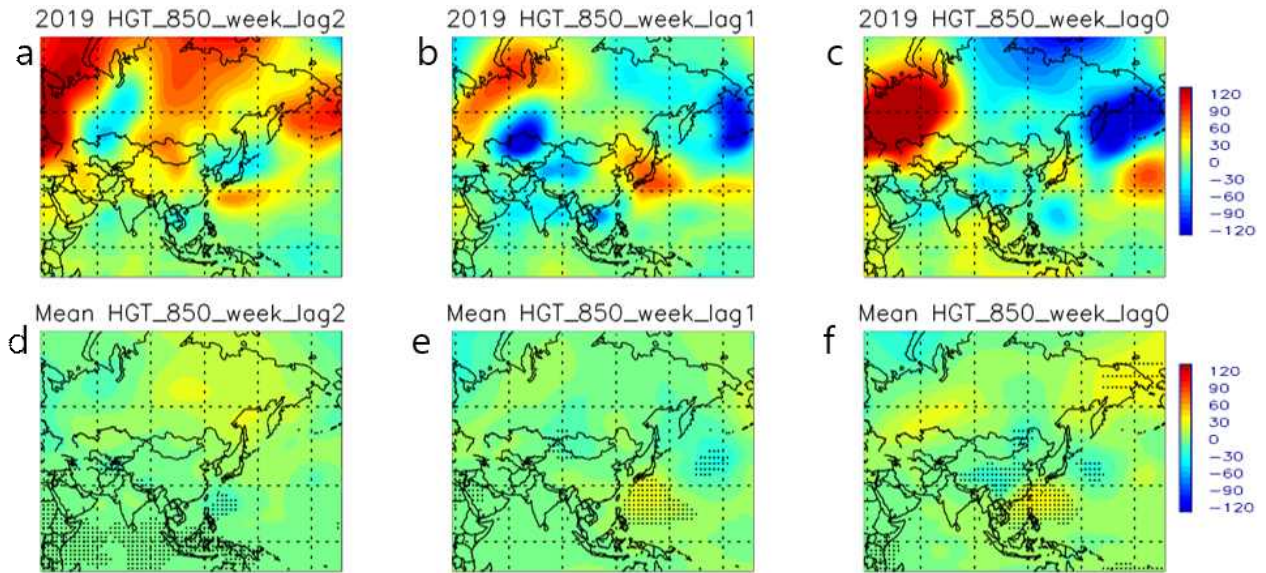 2019 HGT_850_week_lag2
2019 HGT_850_week_lag1
2019 HGT_850_week_lag0
a
b
c
120
90
60
30
0
−30
−60
−90
−120
Mean HGT_850_week_lag2
Mean HGT_850_week_lag1
Mean HGT_850_week_lag0
d
e
f
120
90
60
30
0
−30
−60
−90
−120